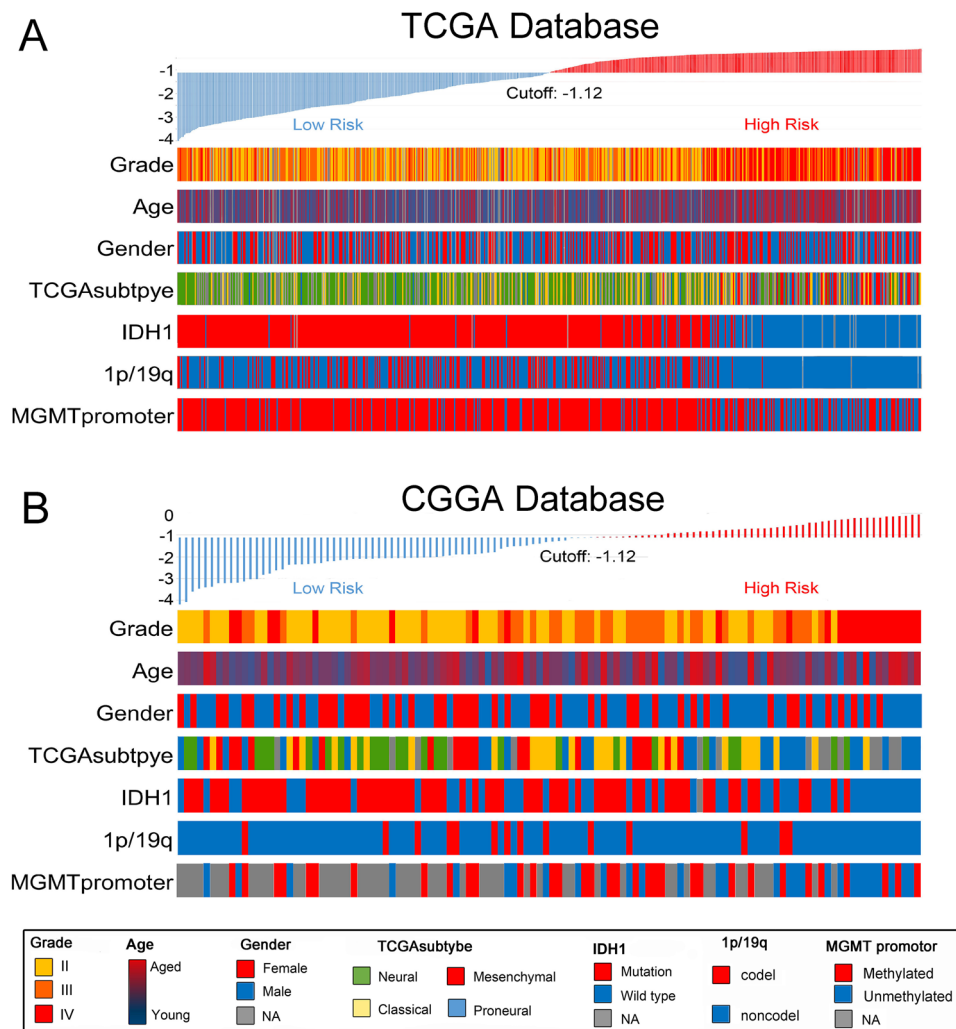 A
TCGA Database
-1
-2
-3
-4
Cutoff: -1.12
Low Risk
High Risk
Grade
Age
Gender
TCGAsubtpye
IDH1
1p/19q
MGMTpromoter
B
CGGA Database
0
-1
-2
-3
-4
Cutoff: -1.12
Low Risk
High Risk
Grade
Age
Gender
TCGAsubtpye
IDH1
1p/19q
MGMTpromoter
Grade
II
III
IV
Age
Aged
Young
Gender
Female
Male
NA
TCGAsubtybe
Neural
Meschymal
Classical
Proneural
IDH1
Mutation
Wild type
NA
1p/19q
codel
noncodel
MGMT promotor
Methylated
Unmethylated
NA